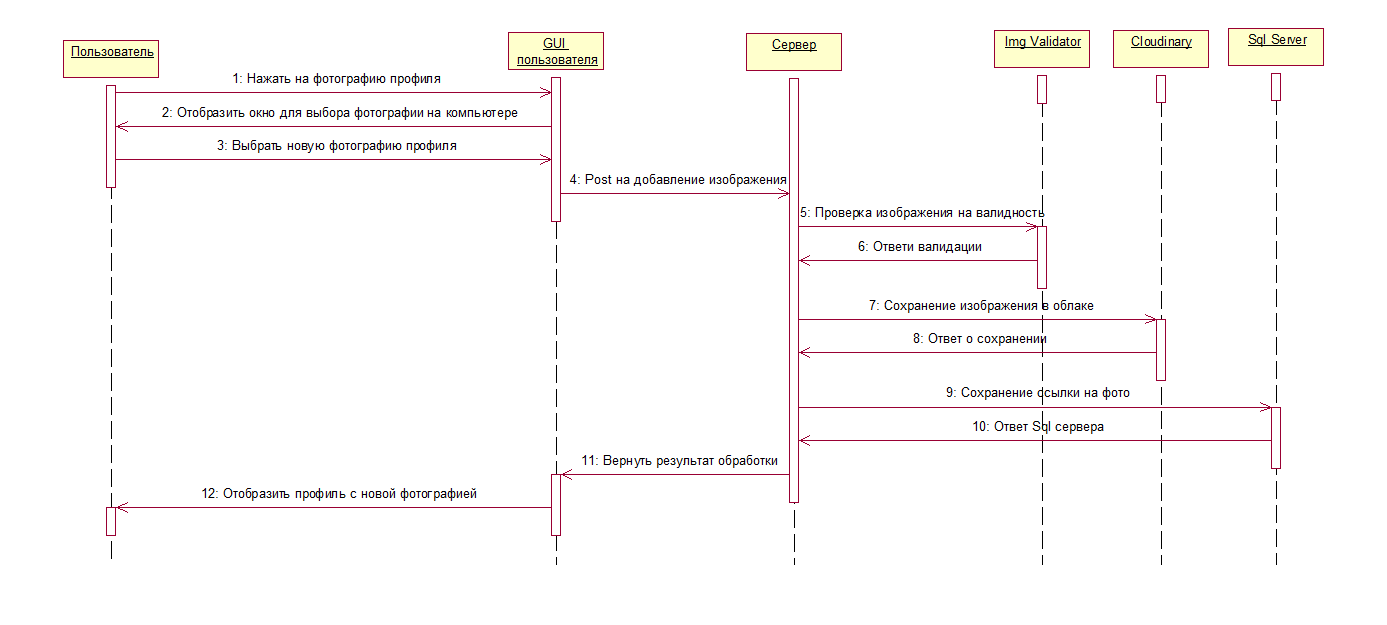 Пользователь
GUI
пользователя
Сервер
Img Validator
Cloudinary
Sql Server
1: Нажать на фотографию профиля
2: Отобразить окно для выбора фотографии на компьютере
3: Выбрать новую фотографию профиля
4: Post на добавление изображения
5: Проверка изображения на валидность
6: Ответи валидации
7: Сохранение изображения в облаке
8: Ответ о сохранении
9: Сохранение ссылки на фото
10: Ответ Sql сервера
11: Вернуть результат обработки
12: Отобразить профиль с новой фотографией